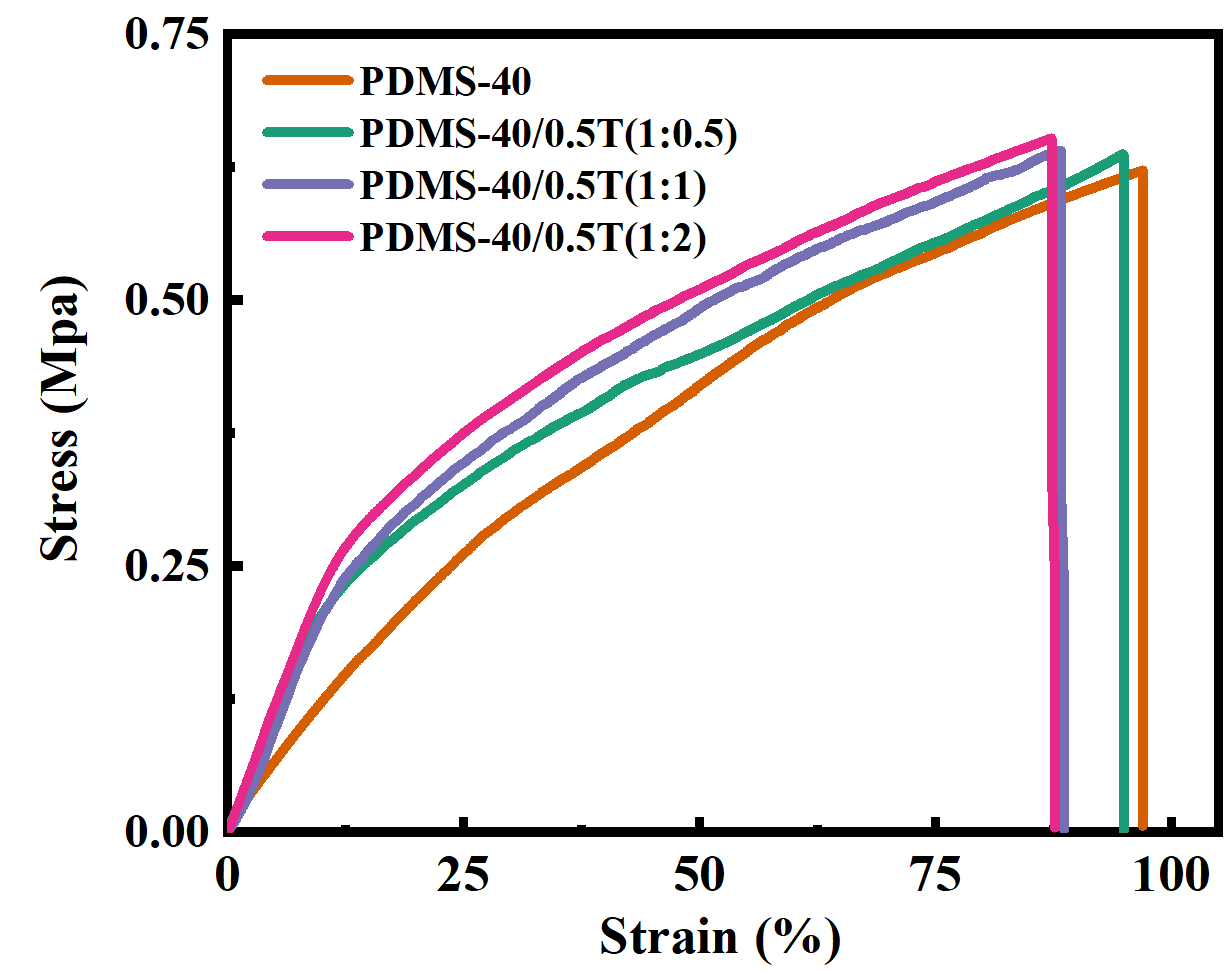 0.75
PDMS-40
PDMS-40/0.5T(1:0.5)
PDMS-40/0.5T(1:1)
PDMS-40/0.5T(1:2)
0.50
Stress (Mpa)
0.25
0.00
0 25 50 75 100
Strain (%)